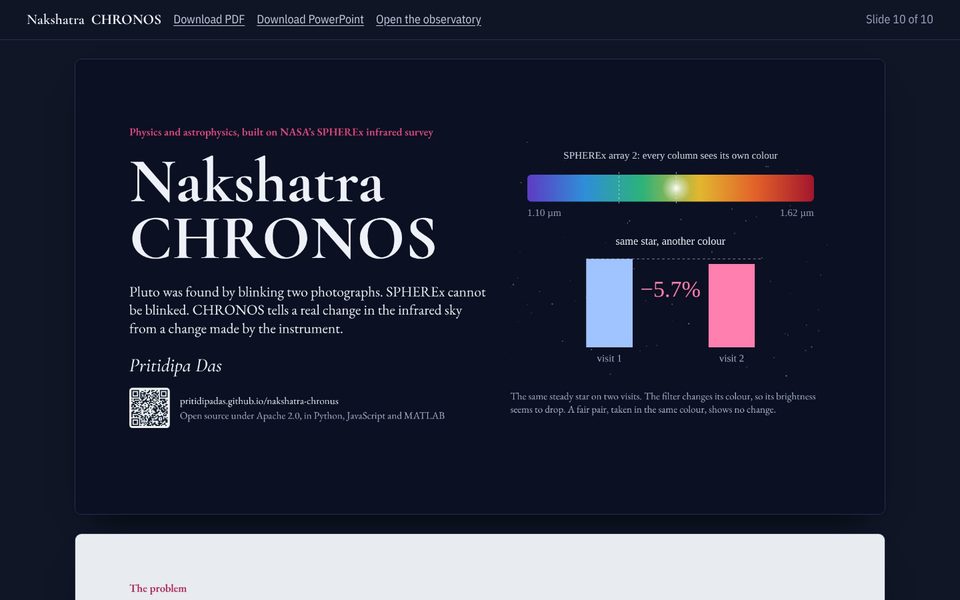 Nakshatra CHRONOS Download PDF Download PowerPoint Open the observatory Slide 10 of 10
Physics and astrophysics, built on NASA's SPHEREx infrared survey
Nakshatra
CHRONOS
Pluto was found by blinking two photographs. SPHEREx cannot
be blinked. CHRONOS tells a real change in the infrared sky
from a change made by the instrument.
Pritidipa Das
pritidipadas.github.io/nakshatra-chronus
Open source under Apache 2.0, in Python, JavaScript and MATLAB
SPHEREx array 2: every column sees its own colour
1.10 µm 1.62 µm
same star, another colour
−5.7%
visit 1 visit 2
The same steady star on two visits. The filter changes its colour, so its brightness
seems to drop. A fair pair, taken in the same colour, shows no change.
The problem